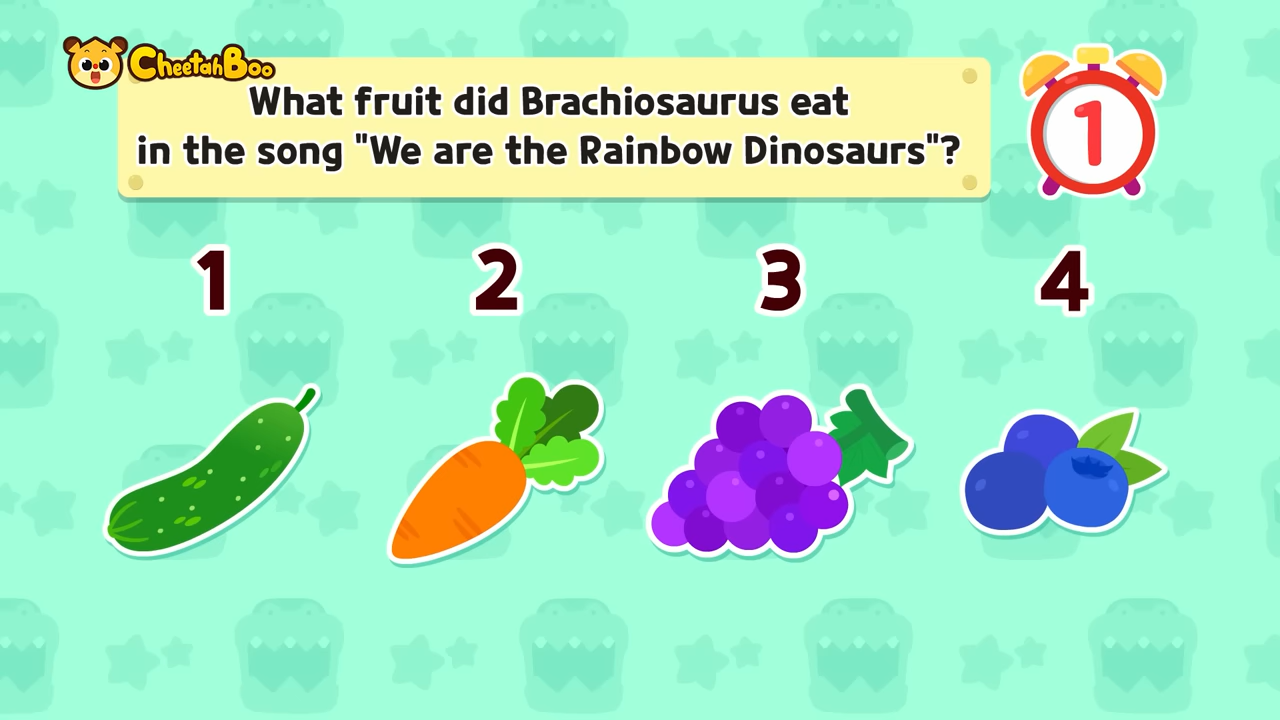 CheetahBoo
What fruit did Brachiosaurus eat
in the song "We are the Rainbow Dinosaurs"?
1
1
2
3
4